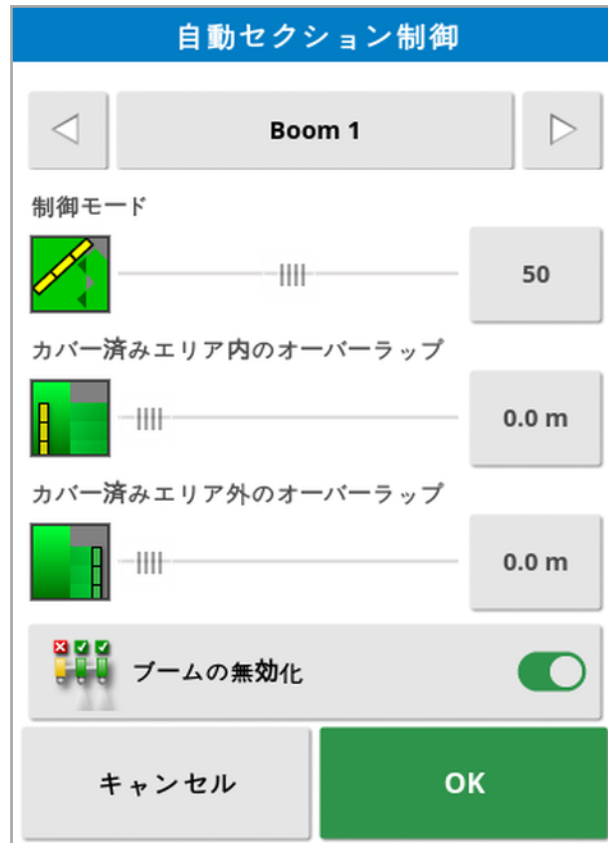 自動セクション制御
Boom 1
制御モード
50
カバー済みエリア内のオーバーラップ
0.0 m
カバー済みエリア外のオーバーラップ
0.0 m
ブームの無効化
キャンセル
OK